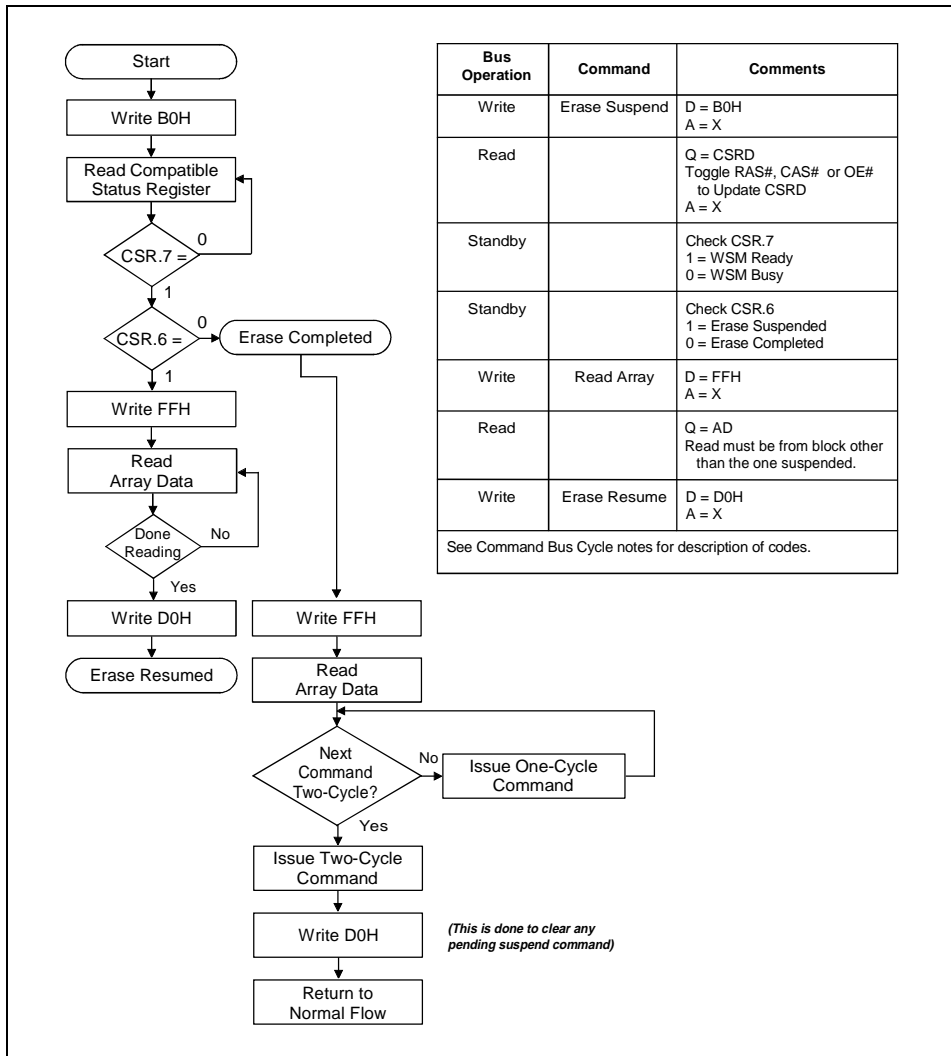 Start
Write B0H
Read Compatible
Status Register
0
CSR.7 =
1
0
CSR.6 =
Erase Completed
1
Write FFH
Read
Array Data
Done
Reading
No
Yes
Write D0H
Erase Resumed
Write FFH
Read
Array Data
Next
Command
Two-Cycle?
No
Issue One-Cycle
Command
Yes
Issue Two-Cycle
Command
Write D0H
(This is done to clear any
pending suspend command)
Return to
Normal Flow
Bus
Operation
Command
Comments
Write
Erase Suspend
D = B0H
A = X
Read
Q = CSRD
Toggle RAS#, CAS# or OE#
to Update CSRD
A = X
Standby
Check CSR.7
1 = WSM Ready
0 = WSM Busy
Standby
Check CSR.6
1 = Erase Suspended
0 = Erase Completed
Write
Read Array
D = FFH
A = X
Read
Q = AD
Read must be from block other
than the one suspended.
Write
Erase Resume
D = D0H
A = X
See Command Bus Cycle notes for description of codes.